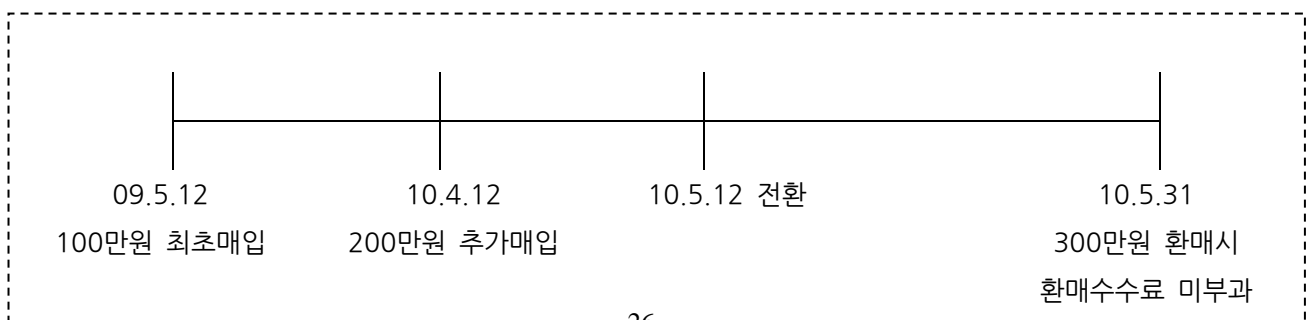 09.5.12 10.4.12 10.5.12 전환 10.5.31
100만원 최초매입 200만원 추가매입 300만원 환매시
환매수수료 미부과